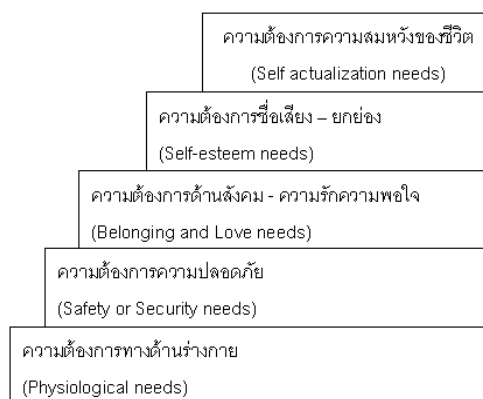 ความต้องการความสมหวังของชีวิต
(Self actualization needs)
ความต้องการชื่อเสียง – ยกย่อง
(Self-esteem needs)
ความต้องการด้านสังคม - ความรักความพอใจ
(Belonging and Love needs)
ความต้องการความปลอดภัย
(Safety or Security needs)
ความต้องการทางด้านร่างกาย
(Physiological needs)